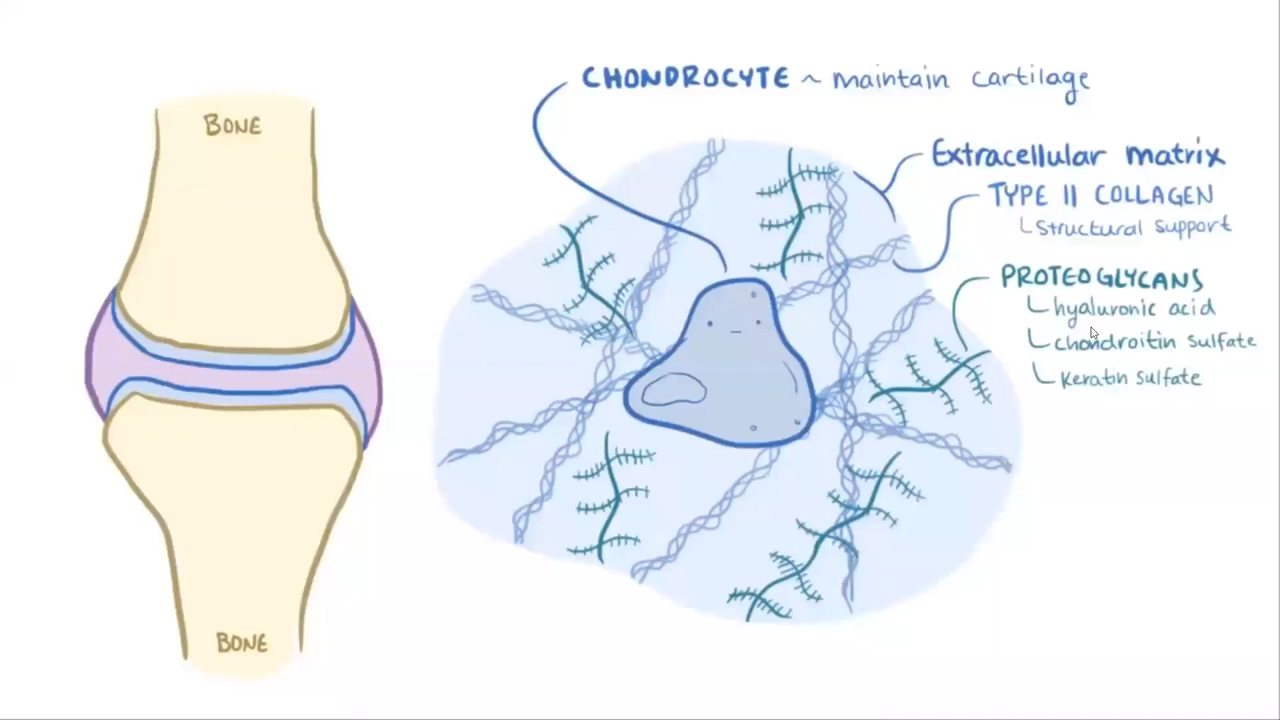 BONE
CHONDROCYTE ~ maintain cartilage
Extracellular matrix
TYPE II COLLAGEN
Structural support
PROTEOGLYCANS
hyaluronic acid
chondroitin sulfate
Keratin sulfate
BONE